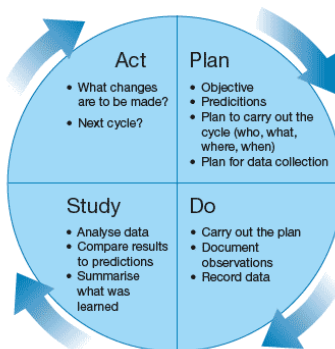 Act
• What changes
are to be made?
• Next cycle?
Plan
• Objective
• Predicitions
• Plan to carry out the
cycle (who, what,
where, when)
• Plan for data collection
Study
• Analyse data
• Compare results
to predictions
• Summarise
what was
learned
Do
• Carry out the plan
• Document
observations
• Record data